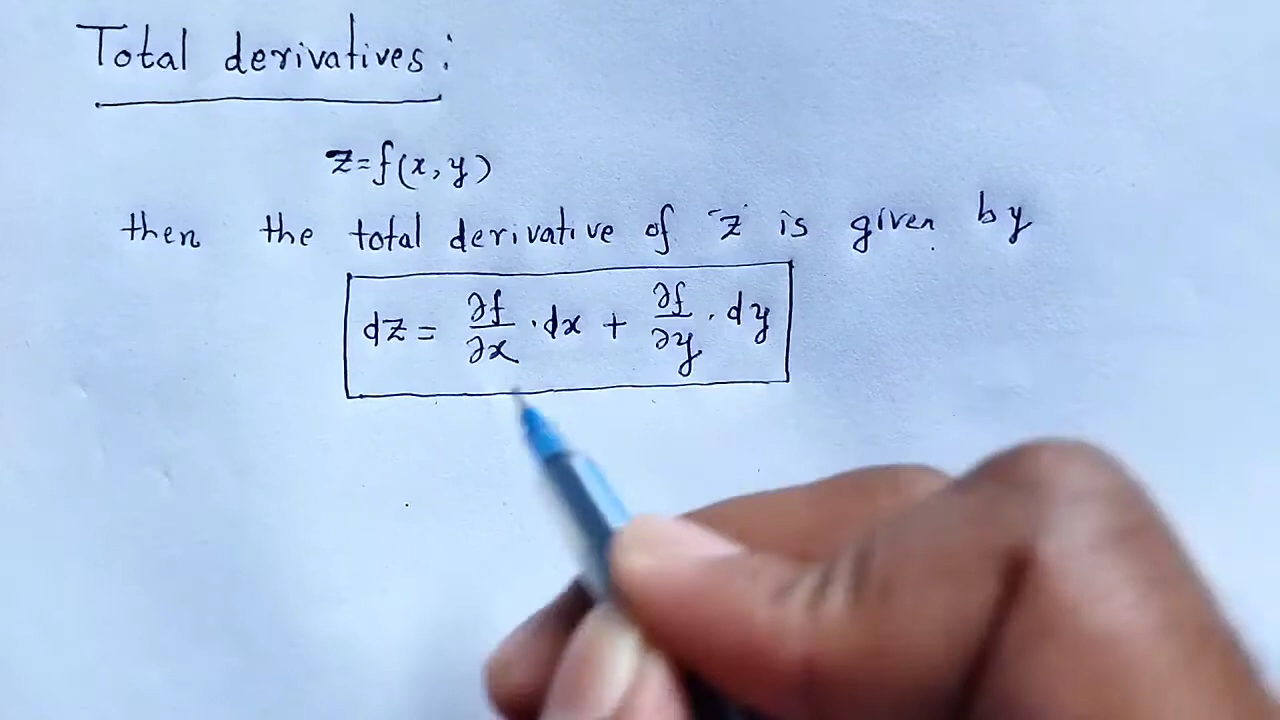 Total derivatives:
z=f(x,y)
then the total derivative of 'z' is given by
dz = ∂f/∂x · dx + ∂f/∂y · dy